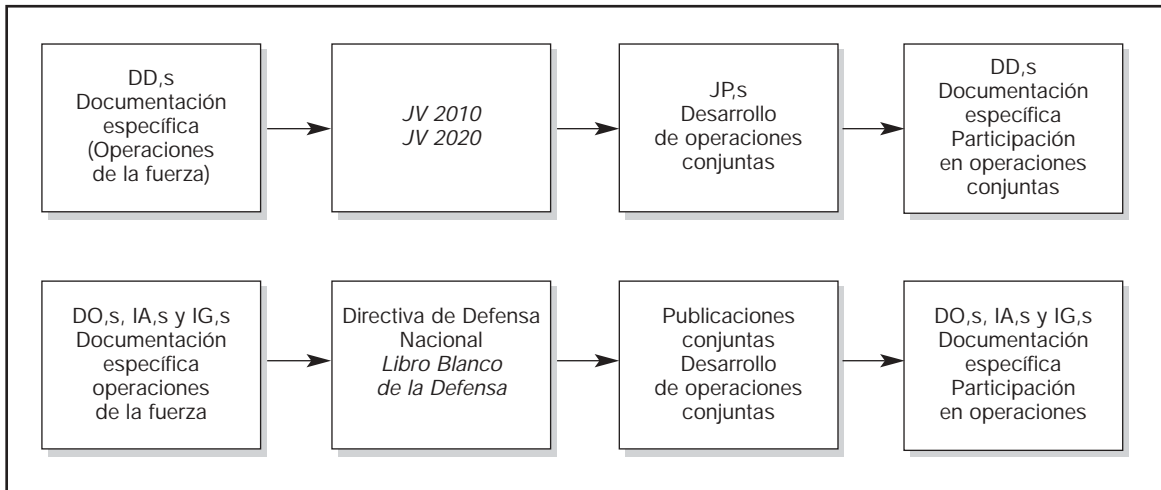 DD,s
Documentación
específica
(Operaciones
de la fuerza)
JV 2010
JV 2020
JP,s
Desarrollo
de operaciones
conjuntas
DD,s
Documentación
específica
Participación
en operaciones
conjuntas
DO,s, IA,s y IG,s
Documentación
específica
operaciones
de la fuerza
Directiva de Defensa
Nacional
Libro Blanco
de la Defensa
Publicaciones
conjuntas
Desarrollo
de operaciones
conjuntas
DO,s, IA,s y IG,s
Documentación
específica
Participación
en operaciones